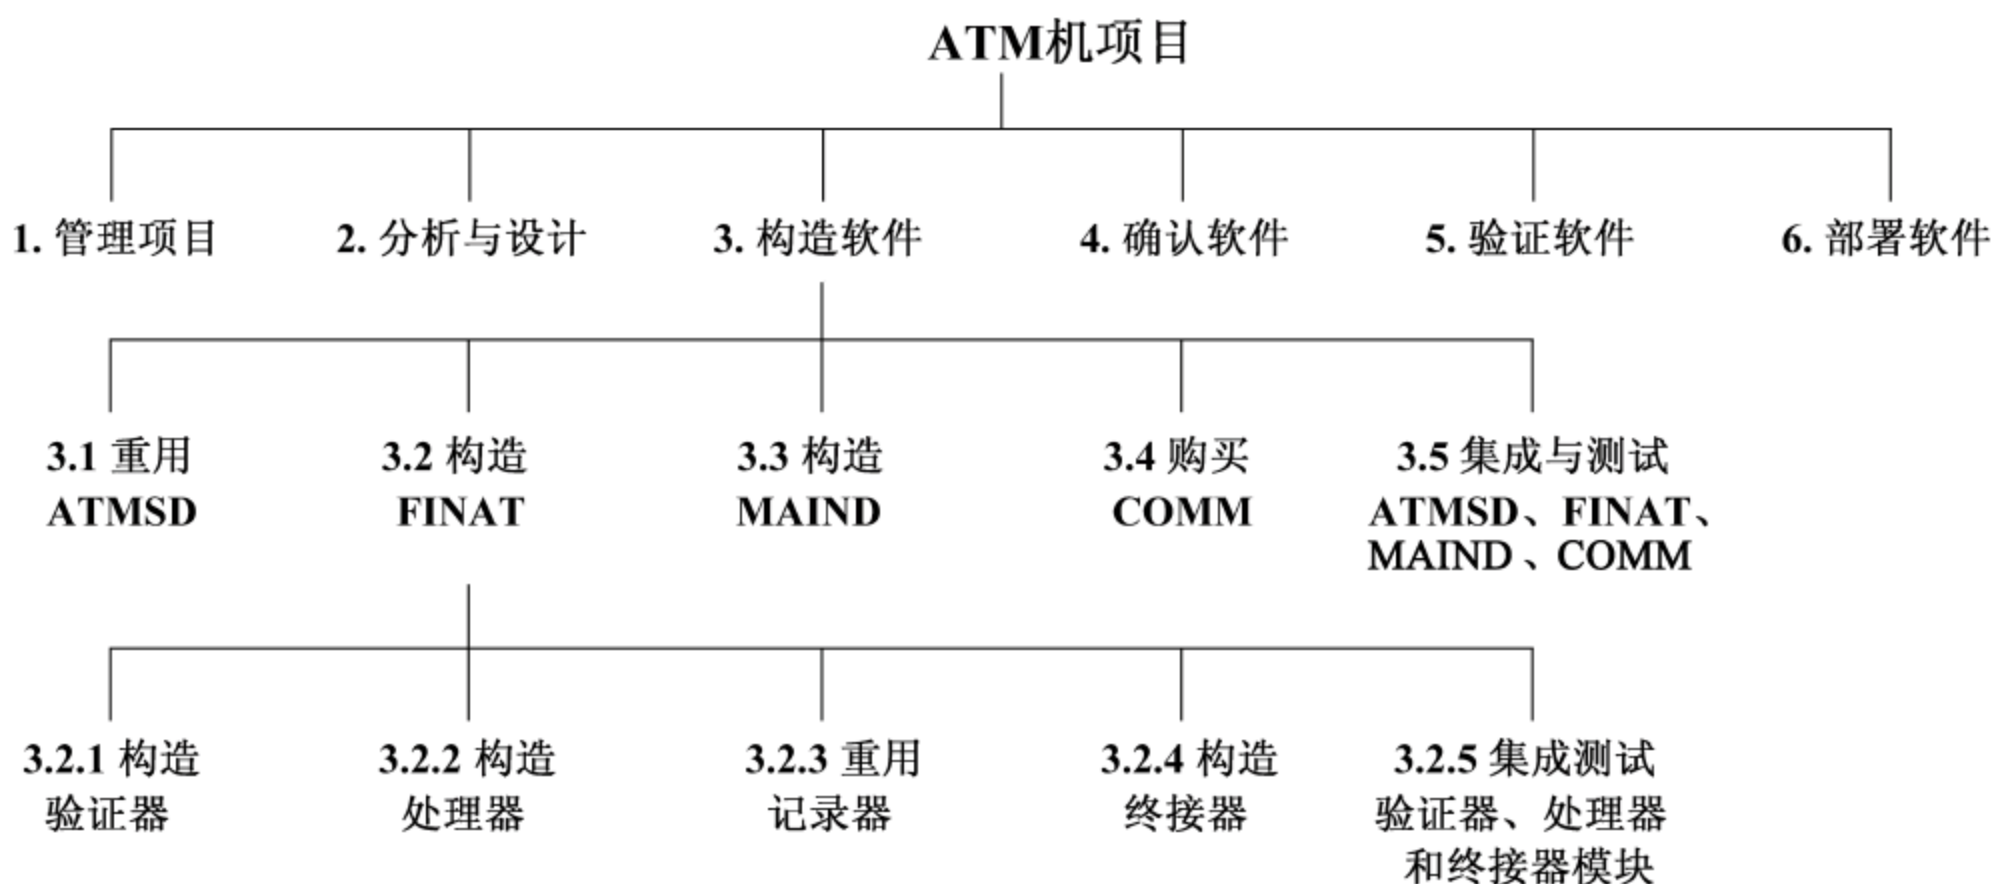 ATM机项目
1. 管理项目 2. 分析与设计 3. 构造软件 4. 确认软件 5. 验证软件 6. 部署软件
3.1 重用
ATMSD
3.2 构造
FINAT
3.3 构造
MAIND
3.4 购买
COMM
3.5 集成与测试
ATMSD、FINAT、
MAIND、COMM
3.2.1 构造
验证器
3.2.2 构造
处理器
3.2.3 重用
记录器
3.2.4 构造
终接器
3.2.5 集成测试
验证器、处理器
和终接器模块